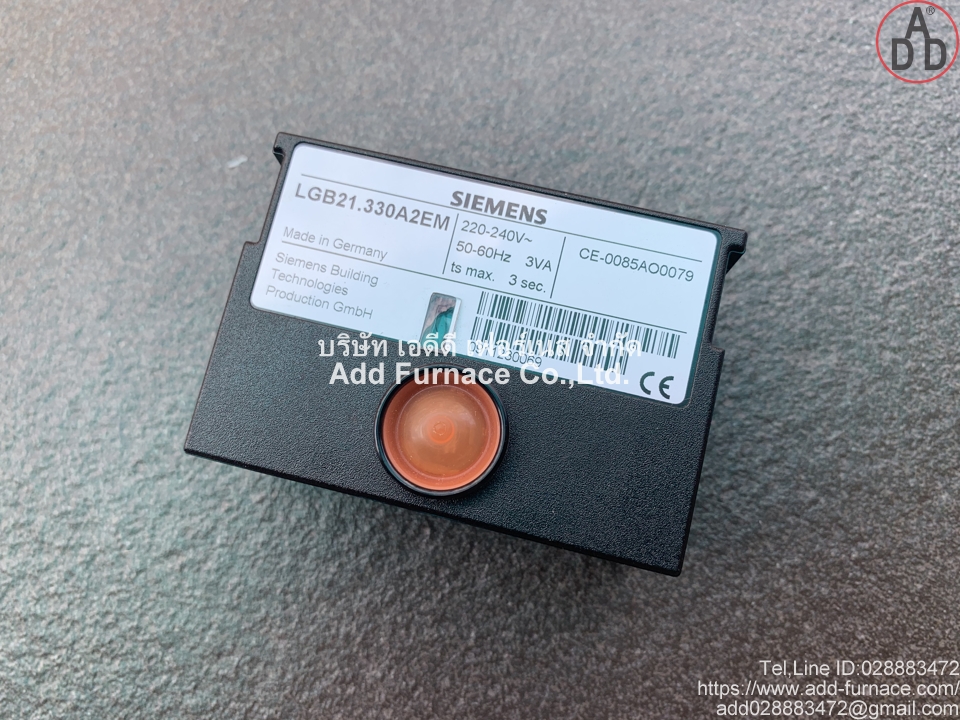 ADD®
SIEMENS
LGB21.330A2EM
220-240V~
50-60Hz 3VA
ts max. 3 sec.
CE-0085AO0079
Made in Germany
Siemens Building
Technologies
Production GmbH
บริษัท เอดีดี เฟอร์เนส จำกัด
Add Furnace Co.,Ltd.
CE
Tel,Line ID:028883472
https://www.add-furnace.com/
add028883472@gmail.com